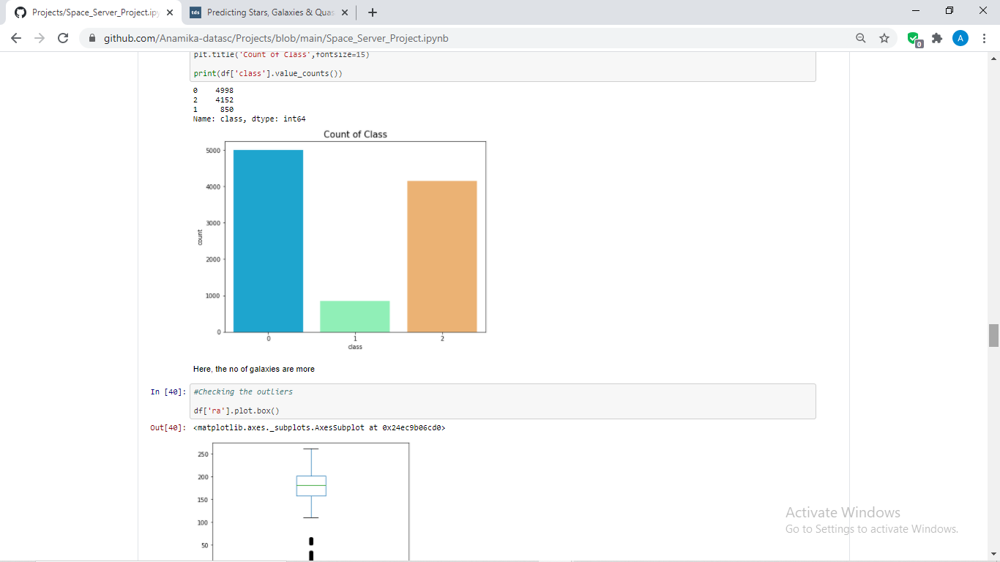 Projects/Space_Server_Project.ipy
tds Predicting Stars, Galaxies & Quas
github.com/Anamika-datasc/Projects/blob/main/Space_Server_Project.ipynb
0
A
plt.title('Count of Class',fontsize=15)
print(df['class'].value_counts())
0 4998
2 4152
1 850
Name: class, dtype: int64
Count of Class
5000
4000
3000
2000
1000
0
count
0 1 2
class
Here, the no of galaxies are more
In [40]: #Checking the outliers
df['ra'].plot.box()
Out[40]: <matplotlib.axes._subplots.AxesSubplot at 0x24ec9b06cd0>
250
200
150
100
50
Activate Windows
Go to Settings to activate Windows.